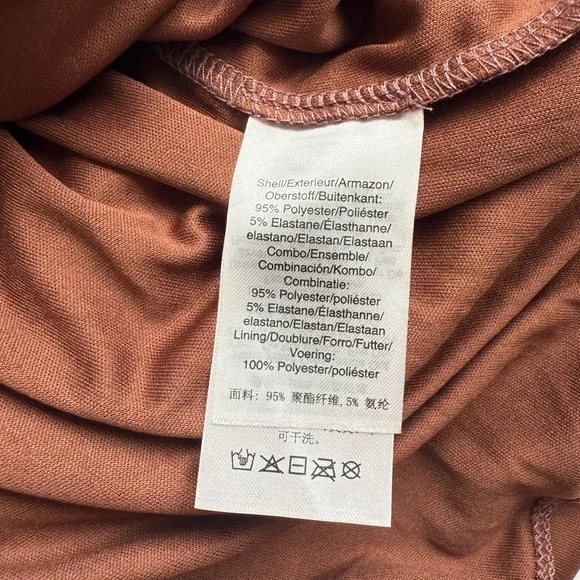 Shell/Exterieur/Armazon/
Oberstoff/Buitenkant:
95% Polyester/Poliéster
5% Elastane/Élasthanne/
elastano/Elastan/Elastaan
Combo/Ensemble/
Combinación/Kombo/
Combinatie:
95% Polyester/poliéster
5% Elastane/Élasthanne/
elastano/Elastan/Elastaan
Lining/Doublure/Forro/Futter/
Voering:
100% Polyester/poliéster
面料: 95% 聚酯纤维,5% 氨纶
可干洗。